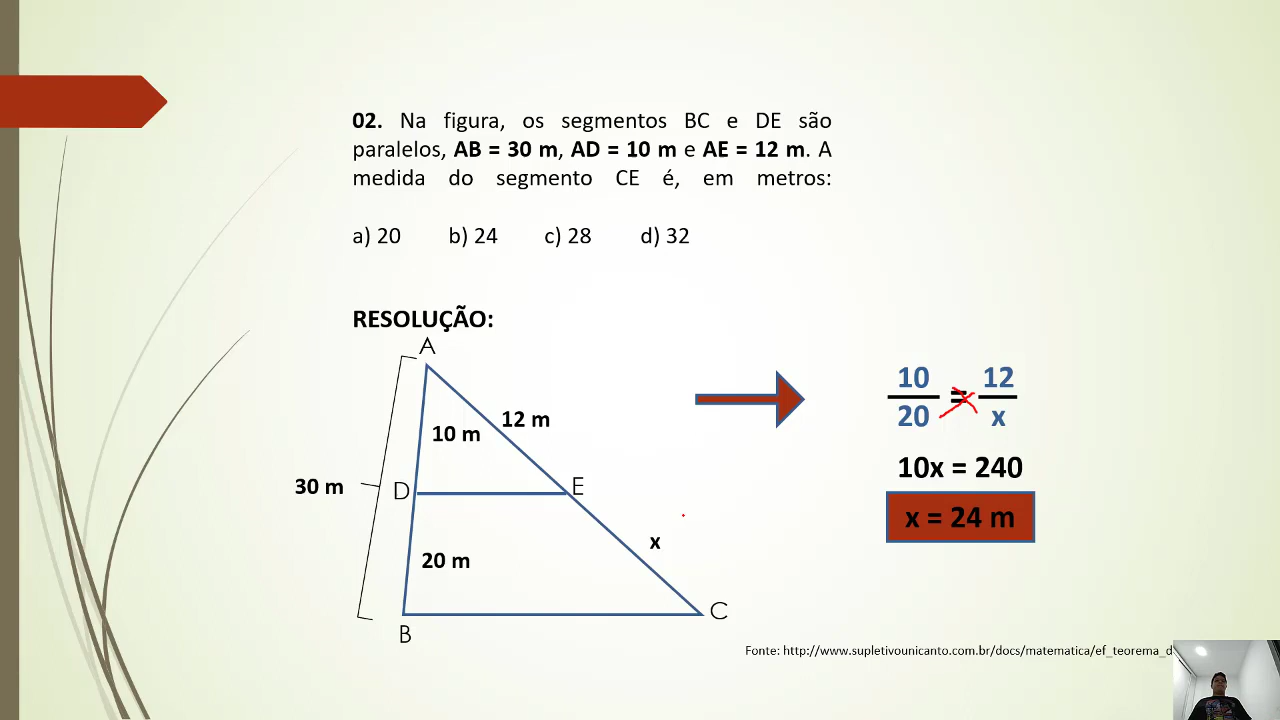 02. Na figura, os segmentos BC e DE são
paralelos, AB = 30 m, AD = 10 m e AE = 12 m. A
medida do segmento CE é, em metros:
a) 20 b) 24 c) 28 d) 32
RESOLUÇÃO:
A
12 m
10 m
30 m
D
E
x
20 m
B
C
10
20
=
12
x
10x = 240
x = 24 m
Fonte: http://www.supletivounicanto.com.br/docs/matematica/ef_teorema_d